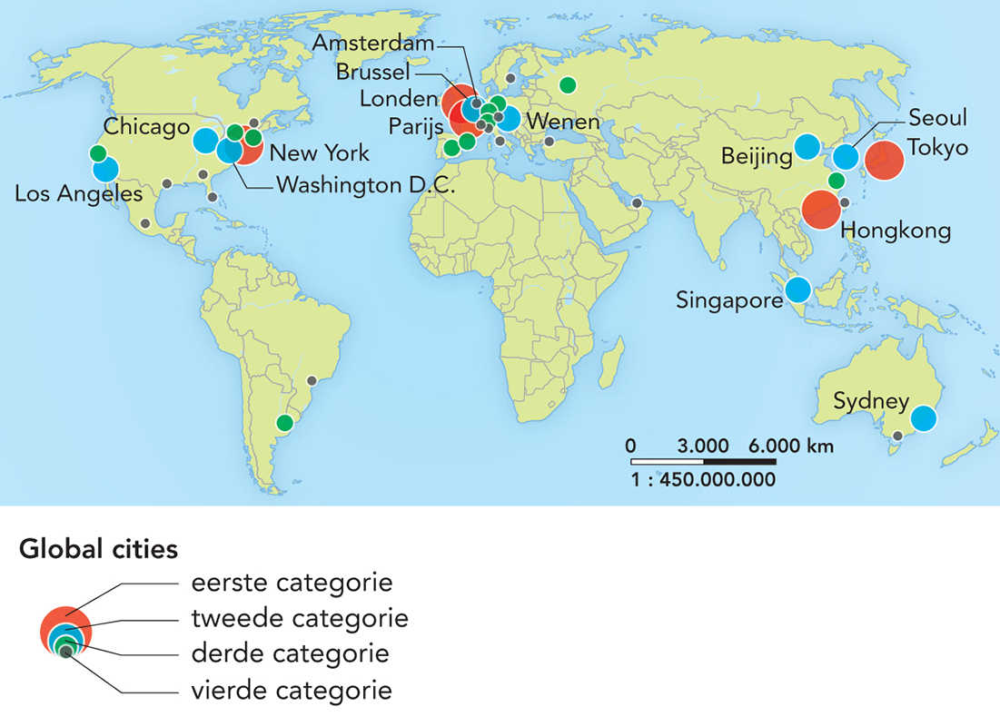 Amsterdam
Brussel
Londen
Parijs
Wenen
Chicago
New York
Washington D.C.
Los Angeles
Seoul
Tokyo
Beijing
Hongkong
Singapore
Sydney
0 3.000 6.000 km
1 : 450.000.000
Global cities
eerste categorie
tweede categorie
derde categorie
vierde categorie